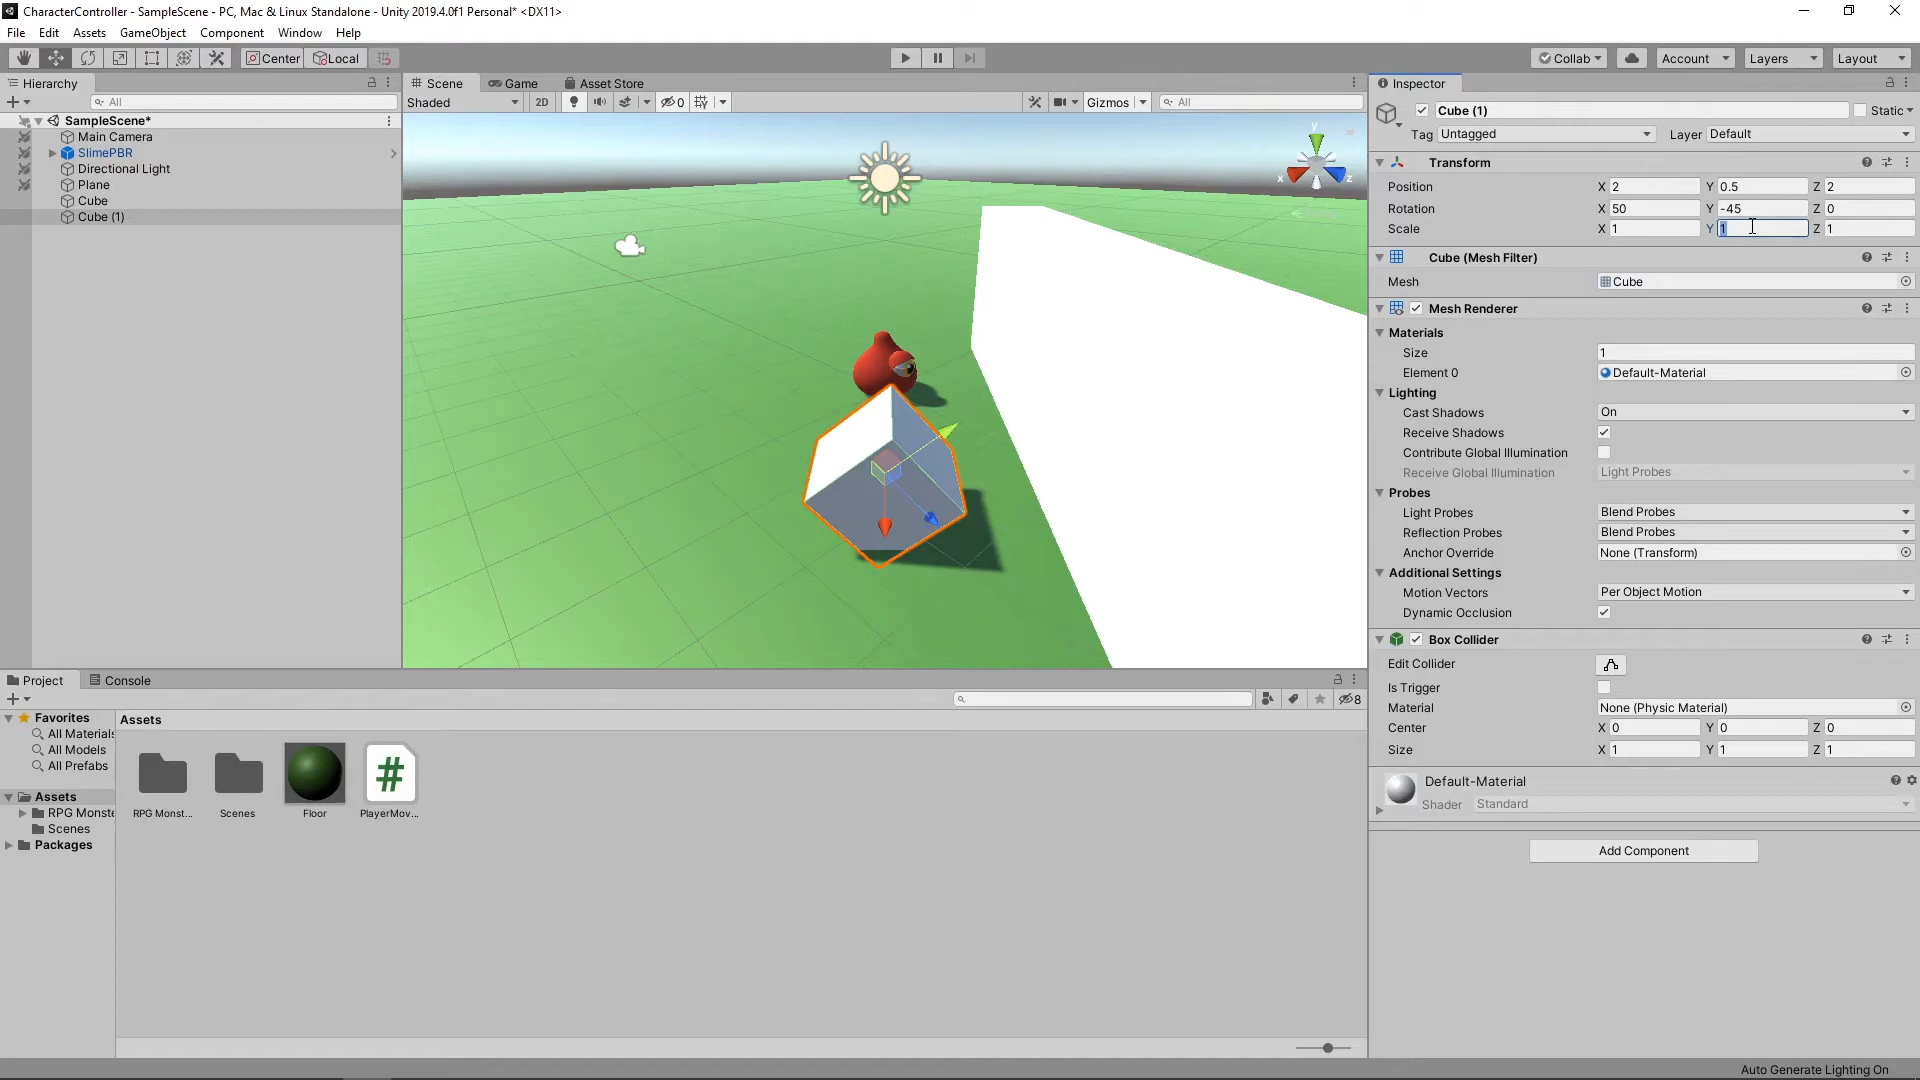 CharacterController - SampleScene - PC, Mac & Linux Standalone - Unity 2019.4.0f1 Personal* <DX11>
File Edit Assets GameObject Component Window Help
Center Local Collab Account Layers Layout
Hierarchy
All
SampleScene*
Main Camera
SlimePBR
Directional Light
Plane
Cube
Cube (1)
Scene Game Asset Store
Shaded 2D 0 Gizmos All
y
x z
Inspector
Cube (1) Static
Tag Untagged Layer Default
Transform
Position X 2 Y 0.5 Z 2
Rotation X 50 Y -45 Z 0
Scale X 1 Y 1 Z 1
Cube (Mesh Filter)
Mesh Cube
Mesh Renderer
Materials
Size 1
Element 0 Default-Material
Lighting
Cast Shadows On
Receive Shadows
Contribute Global Illumination
Receive Global Illumination Light Probes
Probes
Light Probes Blend Probes
Reflection Probes Blend Probes
Anchor Override None (Transform)
Additional Settings
Motion Vectors Per Object Motion
Dynamic Occlusion
Box Collider
Edit Collider
Is Trigger
Material None (Physic Material)
Center X 0 Y 0 Z 0
Size X 1 Y 1 Z 1
Default-Material
Shader Standard
Add Component
Project Console
8
Favorites
All Materials
All Models
All Prefabs
Assets
RPG Monste
Scenes
Packages
Assets
RPG Monst...
Scenes
Floor
#
PlayerMov...
Auto Generate Lighting On